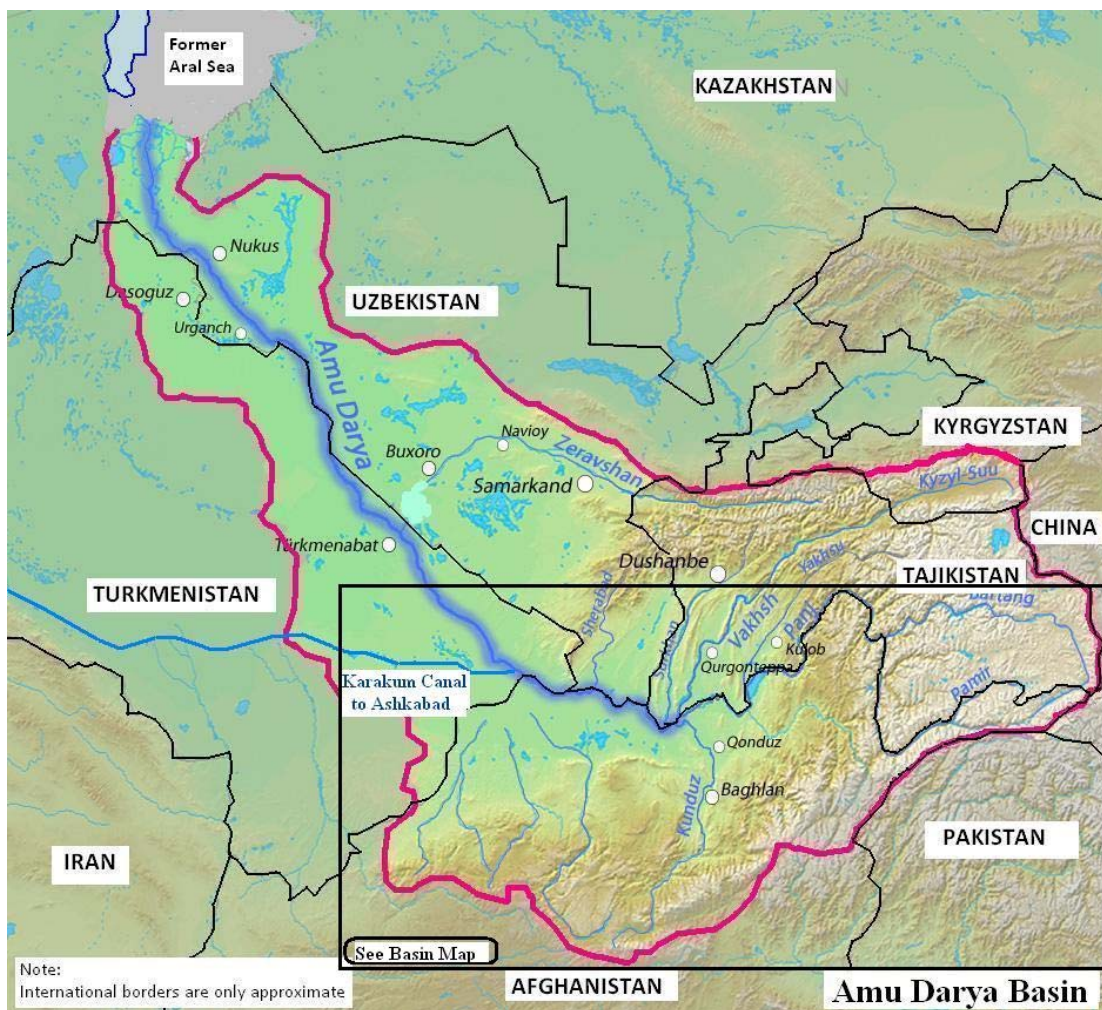 Former
Aral Sea
KAZAKHSTAN
Nukus
Dasoguz
UZBEKISTAN
Urganch
Amu Darya
Navioy
Buxoro
Zeravshan
KYRGYZSTAN
Samarkand
Kyzyl-Suu
CHINA
Türkmenabat
Dushanbe
Yakhsu
TAJIKISTAN
TURKMENISTAN
Bartang
Sherabad
Vakhsh
Panj
Kulob
Qurgonteppa
Karakum Canal
to Ashkabad
Pamir
Qonduz
Baghlan
Kunduz
PAKISTAN
IRAN
See Basin Map
Note:
International borders are only approximate
AFGHANISTAN
Amu Darya Basin